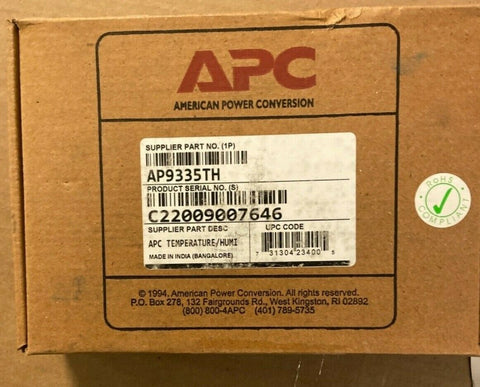 APC
AMERICAN POWER CONVERSION
SUPPLIER PART NO. (1P)
AP9335TH
PRODUCT SERIAL NO. (S)
C22009007646
SUPPLIER PART DESC
UPC CODE
APC TEMPERATURE/HUMI
MADE IN INDIA (BANGALORE)
7 31304 23400 5
RoHS
COMPLIANT
© 1994. American Power Conversion. All rights reserved.
P.O. Box 278, 132 Fairgrounds Rd., West Kingston, RI 02892
(800) 800-4APC (401) 789-5735